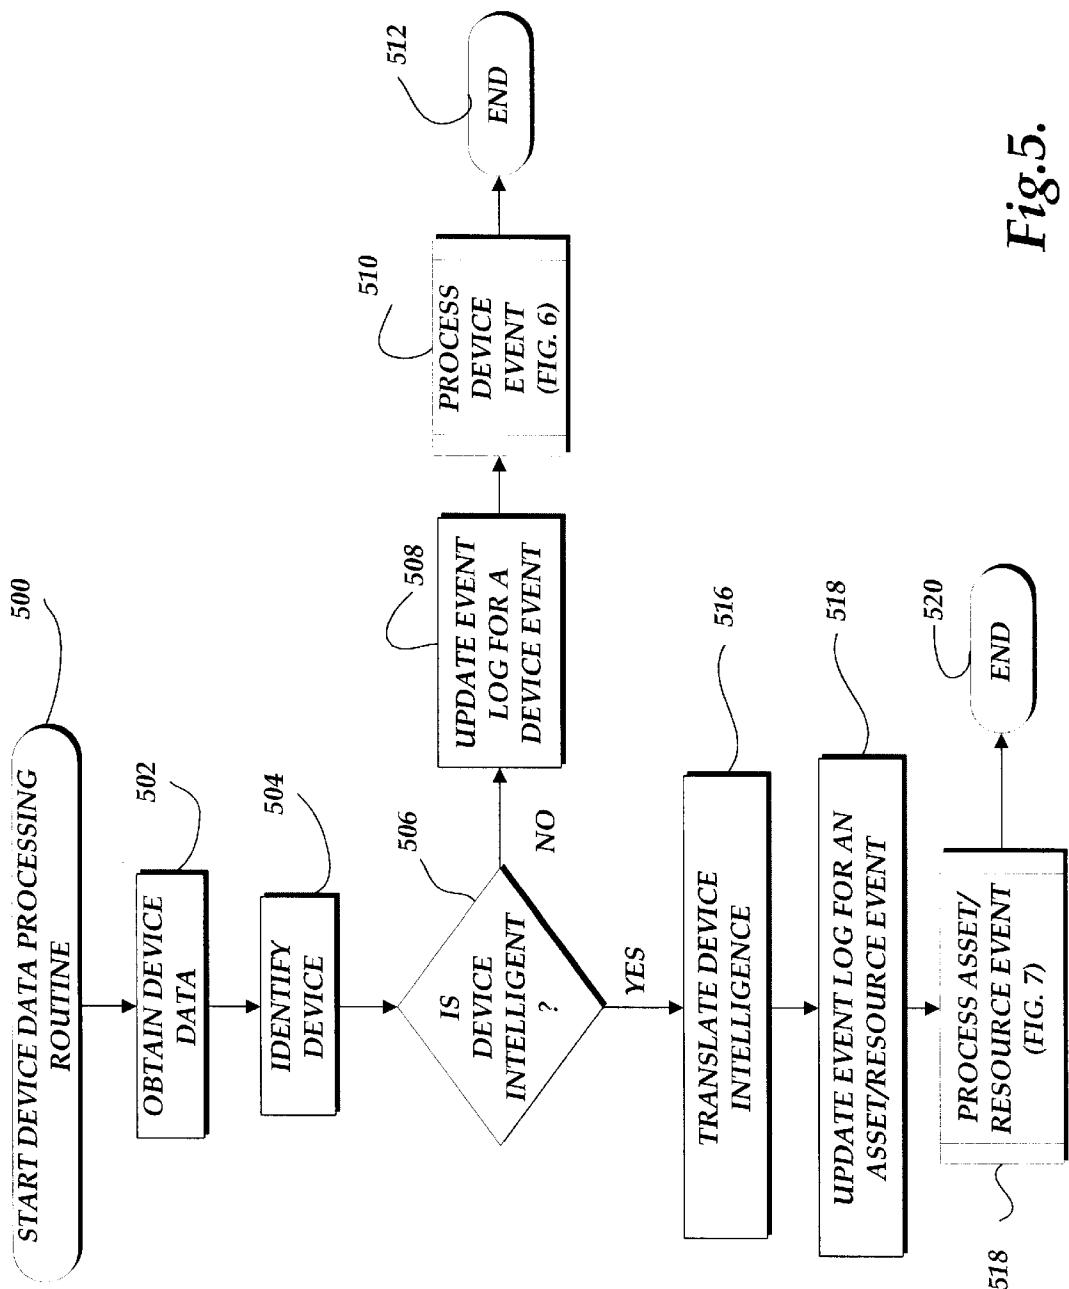 500
START DEVICE DATA PROCESSING
ROUTINE
502
OBTAIN DEVICE
DATA
504
IDENTIFY
DEVICE
506
IS
DEVICE
INTELLIGENT
?
NO
508
UPDATE EVENT
LOG FOR A
DEVICE EVENT
510
PROCESS
DEVICE
EVENT
(FIG. 6)
512
END
YES
516
TRANSLATE DEVICE
INTELLIGENCE
518
UPDATE EVENT LOG FOR AN
ASSET/RESOURCE EVENT
518
PROCESS ASSET/
RESOURCE EVENT
(FIG. 7)
520
END
Fig.5.